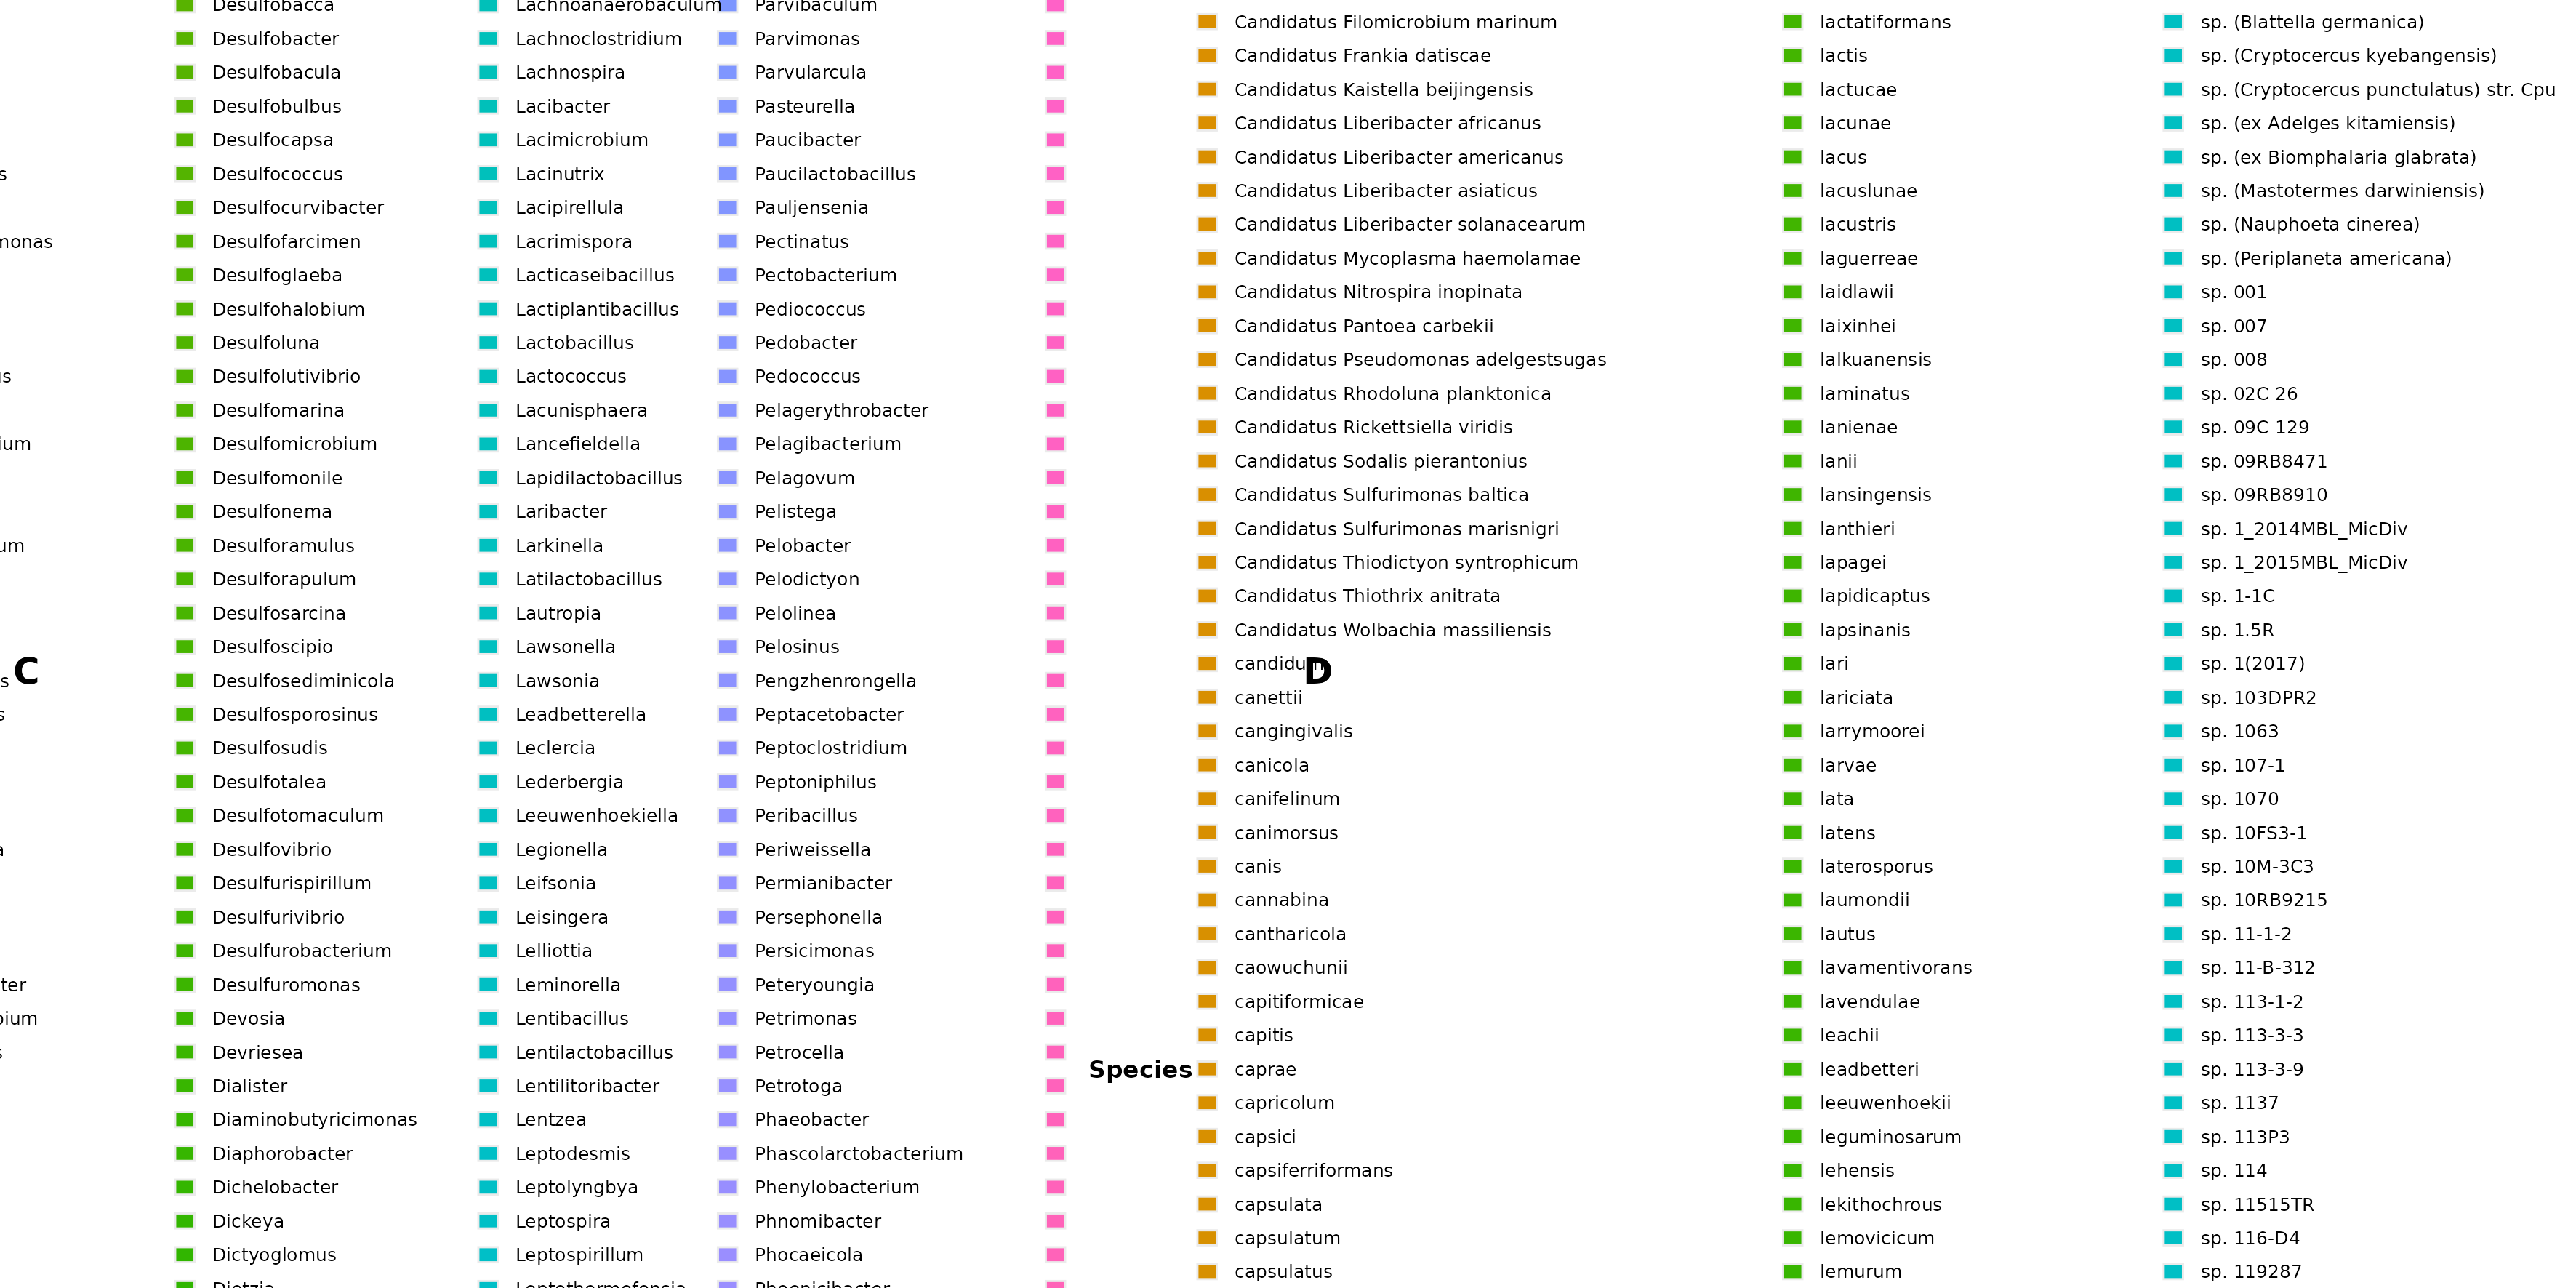 Desulfobacca
Desulfobacter
Desulfobacula
Desulfobulbus
Desulfocapsa
Desulfococcus
Desulfocurvibacter
Desulfofarcimen
Desulfoglaeba
Desulfohalobium
Desulfoluna
Desulfolutivibrio
Desulfomarina
Desulfomicrobium
Desulfomonile
Desulfonema
Desulforamulus
Desulforapulum
Desulfosarcina
Desulfoscipio
Desulfosediminicola
Desulfosporosinus
Desulfosudis
Desulfotalea
Desulfotomaculum
Desulfovibrio
Desulfurispirillum
Desulfurivibrio
Desulfurobacterium
Desulfuromonas
Devosia
Devriesea
Dialister
Diaminobutyricimonas
Diaphorobacter
Dichelobacter
Dickeya
Dictyoglomus
C
Lachnoanaerobaculum
Lachnoclostridium
Lachnospira
Lacibacter
Lacimicrobium
Lacinutrix
Lacipirellula
Lacrimispora
Lacticaseibacillus
Lactiplantibacillus
Lactobacillus
Lactococcus
Lacunisphaera
Lancefieldella
Lapidilactobacillus
Laribacter
Larkinella
Latilactobacillus
Lautropia
Lawsonella
Lawsonia
Leadbetterella
Leclercia
Lederbergia
Leeuwenhoekiella
Legionella
Leifsonia
Leisingera
Lelliottia
Leminorella
Lentibacillus
Lentilactobacillus
Lentilitoribacter
Lentzea
Leptodesmis
Leptolyngbya
Leptospira
Leptospirillum
Parvibaculum
Parvimonas
Parvularcula
Pasteurella
Paucibacter
Paucilactobacillus
Pauljensenia
Pectinatus
Pectobacterium
Pediococcus
Pedobacter
Pedococcus
Pelagerythrobacter
Pelagibacterium
Pelagovum
Pelistega
Pelobacter
Pelodictyon
Pelolinea
Pelosinus
Pengzhenrongella
Peptacetobacter
Peptoclostridium
Peptoniphilus
Peribacillus
Periweissella
Permianibacter
Persephonella
Persicimonas
Peteryoungia
Petrimonas
Petrocella
Petrotoga
Phaeobacter
Phascolarctobacterium
Phenylobacterium
Phnomibacter
Phocaeicola
Species
Candidatus Filomicrobium marinum
Candidatus Frankia datiscae
Candidatus Kaistella beijingensis
Candidatus Liberibacter africanus
Candidatus Liberibacter americanus
Candidatus Liberibacter asiaticus
Candidatus Liberibacter solanacearum
Candidatus Mycoplasma haemolamae
Candidatus Nitrospira inopinata
Candidatus Pantoea carbekii
Candidatus Pseudomonas adelgestsugas
Candidatus Rhodoluna planktonica
Candidatus Rickettsiella viridis
Candidatus Sodalis pierantonius
Candidatus Sulfurimonas baltica
Candidatus Sulfurimonas marisnigri
Candidatus Thiodictyon syntrophicum
Candidatus Thiothrix anitrata
Candidatus Wolbachia massiliensis
candidum
D
canettii
cangingivalis
canicola
canifelinum
canimorsus
canis
cannabina
cantharicola
caowuchunii
capitiformicae
capitis
caprae
capricolum
capsici
capsiferriformans
capsulata
capsulatum
capsulatus
lactatiformans
lactis
lactucae
lacunae
lacus
lacuslunae
lacustris
laguerreae
laidlawii
laixinhei
lalkuanensis
laminatus
lanienae
lanii
lansingensis
lanthieri
lapagei
lapidicaptus
lapsinanis
lari
lariciata
larrymoorei
larvae
lata
latens
laterosporus
laumondii
lautus
lavamentivorans
lavendulae
leachii
leadbetteri
leeuwenhoekii
leguminosarum
lehensis
lekithochrous
lemovicicum
lemurum
sp. (Blattella germanica)
sp. (Cryptocercus kyebangensis)
sp. (Cryptocercus punctulatus) str. Cpu
sp. (ex Adelges kitamiensis)
sp. (ex Biomphalaria glabrata)
sp. (Mastotermes darwiniensis)
sp. (Nauphoeta cinerea)
sp. (Periplaneta americana)
sp. 001
sp. 007
sp. 008
sp. 02C 26
sp. 09C 129
sp. 09RB8471
sp. 09RB8910
sp. 1_2014MBL_MicDiv
sp. 1_2015MBL_MicDiv
sp. 1-1C
sp. 1.5R
sp. 1(2017)
sp. 103DPR2
sp. 1063
sp. 107-1
sp. 1070
sp. 10FS3-1
sp. 10M-3C3
sp. 10RB9215
sp. 11-1-2
sp. 11-B-312
sp. 113-1-2
sp. 113-3-3
sp. 113-3-9
sp. 1137
sp. 113P3
sp. 114
sp. 11515TR
sp. 116-D4
sp. 119287